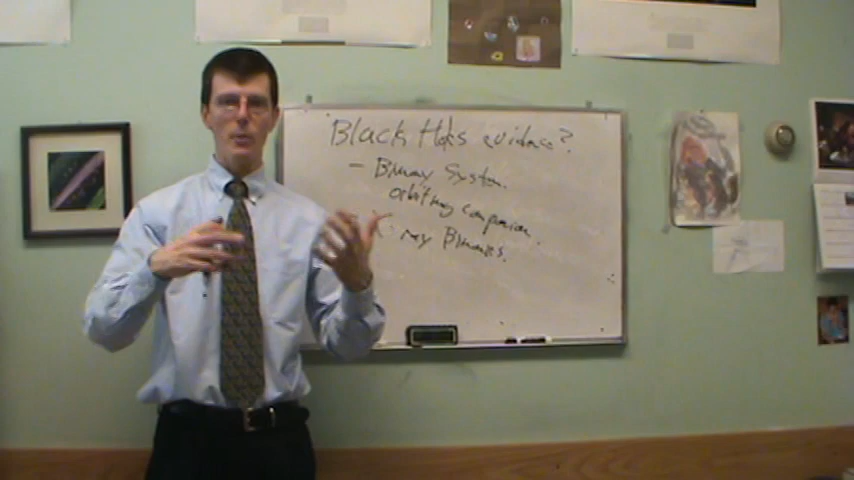 Black Holes evidence?
- Binary System.
orbiting companion.
X-ray Binaries.